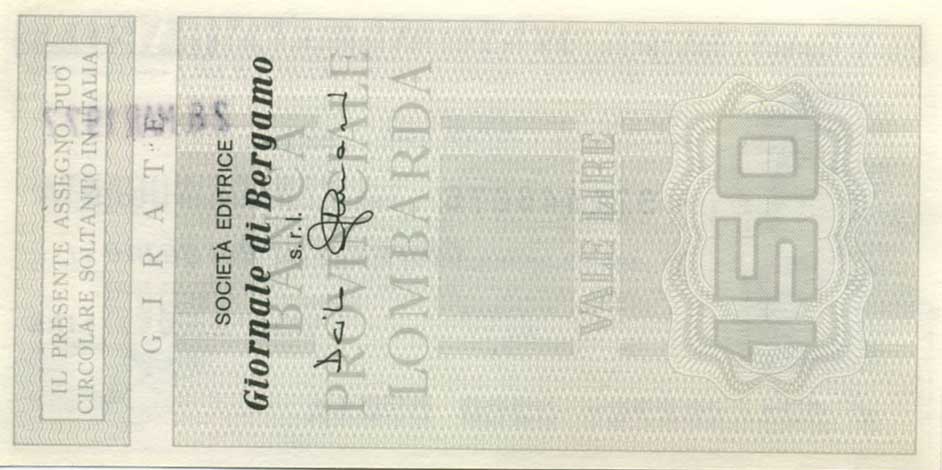 IL PRESENTE ASSEGNO PUO'
CIRCOLARE SOLTANTO IN ITALIA
GIRATE
SOCIETÀ EDITRICE
Giornale di Bergamo
s. r. l.
BANCA
PROVINCIALE
LOMBARDA
VALE LIRE
150